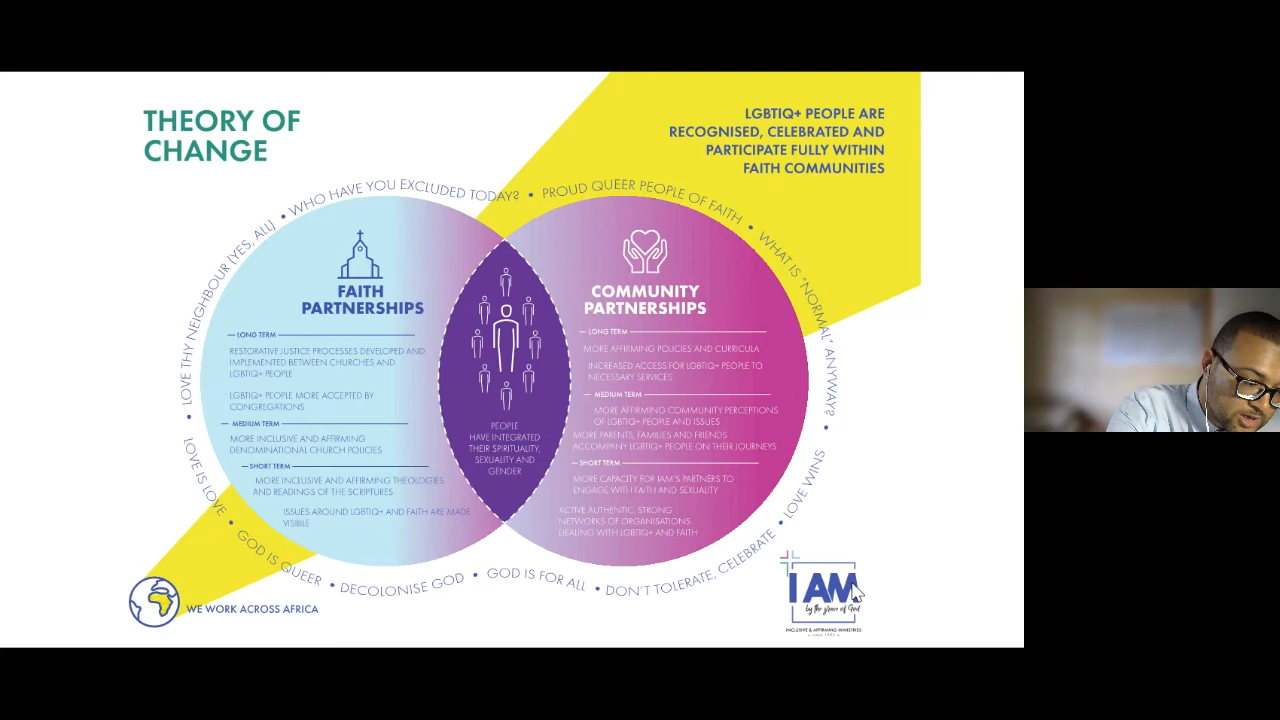 THEORY OF
CHANGE
LGBTIQ+ PEOPLE ARE
RECOGNISED, CELEBRATED AND
PARTICIPATE FULLY WITHIN
FAITH COMMUNITIES
LOVE THY NEIGHBOUR (YES, ALL) • WHO HAVE YOU EXCLUDED TODAY? • PROUD QUEER PEOPLE OF FAITH • WHAT IS "NORMAL" ANYWAY? • LOVE WINS • DON'T TOLERATE, CELEBRATE • GOD IS FOR ALL • DECOLONISE GOD • GOD IS QUEER • LOVE IS LOVE •
FAITH
PARTNERSHIPS
LONG TERM
RESTORATIVE JUSTICE PROCESSES DEVELOPED AND
IMPLEMENTED BETWEEN CHURCHES AND
LGBTIQ+ PEOPLE
LGBTIQ+ PEOPLE MORE ACCEPTED BY
CONGREGATIONS
MEDIUM TERM
MORE INCLUSIVE AND AFFIRMING
DENOMINATIONAL CHURCH POLICIES
SHORT TERM
MORE INCLUSIVE AND AFFIRMING THEOLOGIES
AND READINGS OF THE SCRIPTURES
ISSUES AROUND LGBTIQ+ AND FAITH ARE MADE
VISIBLE
PEOPLE
HAVE INTEGRATED
THEIR SPIRITUALITY,
SEXUALITY AND
GENDER
COMMUNITY
PARTNERSHIPS
LONG TERM
MORE AFFIRMING POLICIES AND CURRICULA
INCREASED ACCESS FOR LGBTIQ+ PEOPLE TO
NECESSARY SERVICES
MEDIUM TERM
MORE AFFIRMING COMMUNITY PERCEPTIONS
OF LGBTIQ+ PEOPLE AND ISSUES
MORE PARENTS, FAMILIES AND FRIENDS
ACCOMPANY LGBTIQ+ PEOPLE ON THEIR JOURNEYS
SHORT TERM
MORE CAPACITY FOR IAM'S PARTNERS TO
ENGAGE WITH FAITH AND SEXUALITY
ACTIVE AUTHENTIC, STRONG
NETWORKS OF ORGANISATIONS
DEALING WITH LGBTIQ+ AND FAITH
WE WORK ACROSS AFRICA
I AM
by the grace of God
INCLUSIVE & AFFIRMING MINISTRIES